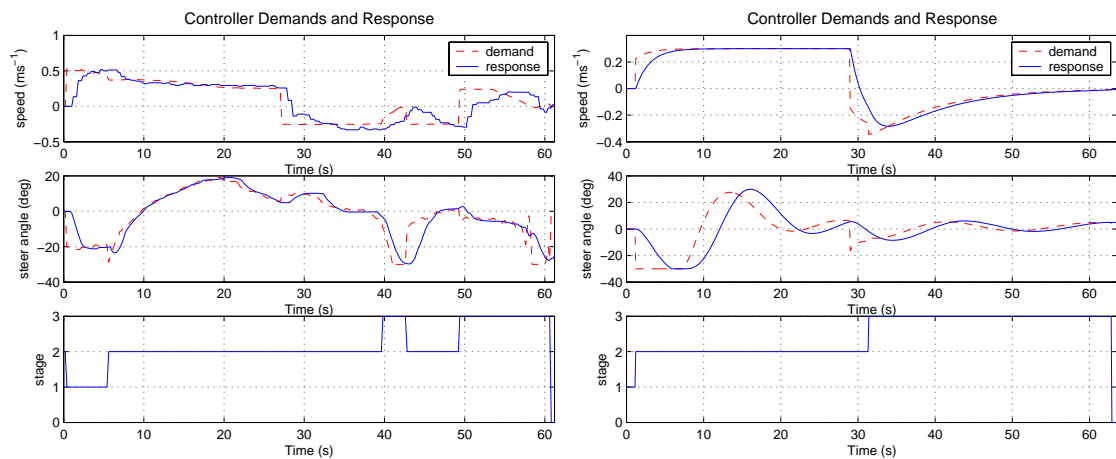 Controller Demands and Response
1
0.5
0
−0.5
speed (ms−1)
demand
response
0 10 20 30 40 50 60
Time (s)
20
0
−20
−40
steer angle (deg)
0 10 20 30 40 50 60
Time (s)
3
2
1
0
stage
0 10 20 30 40 50 60
Time (s)
Controller Demands and Response
0.2
0
−0.2
0.4
speed (ms−1)
demand
response
0 10 20 30 40 50 60
Time (s)
40
20
0
−20
−40
steer angle (deg)
0 10 20 30 40 50 60
Time (s)
3
2
1
0
stage
0 10 20 30 40 50 60
Time (s)